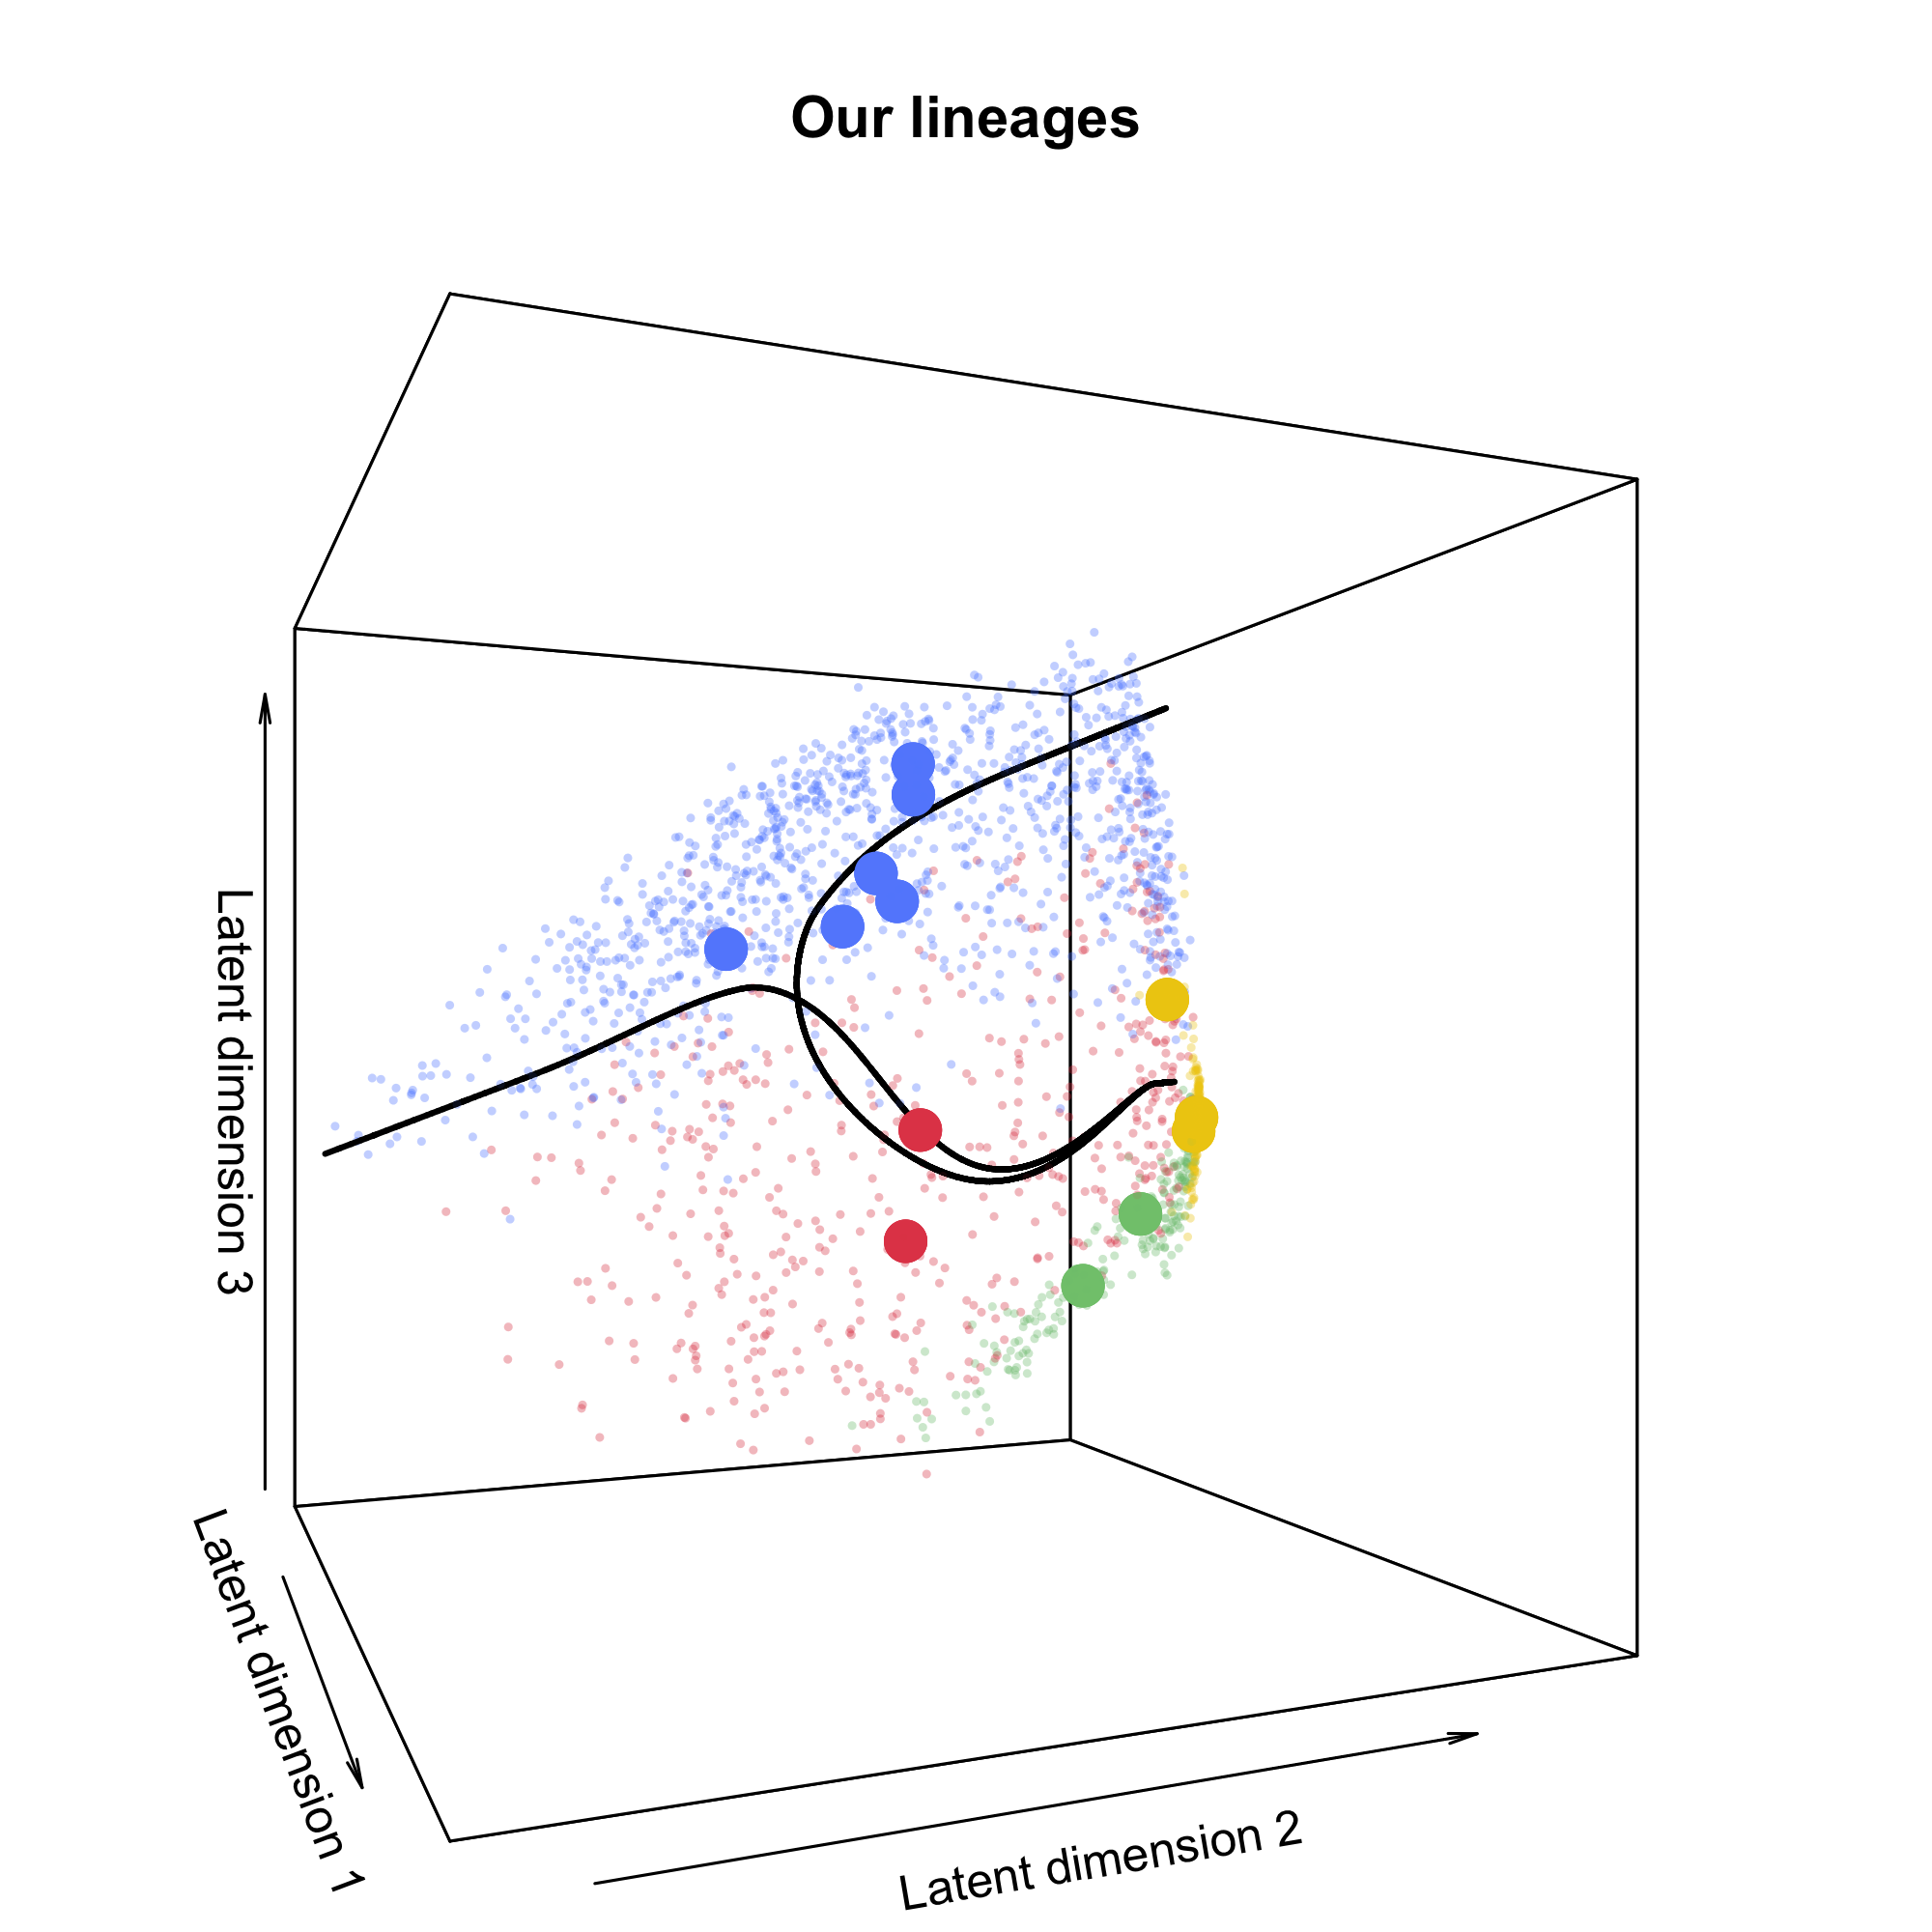 Our lineages
Latent dimension 3
Latent dimension 1
Latent dimension 2